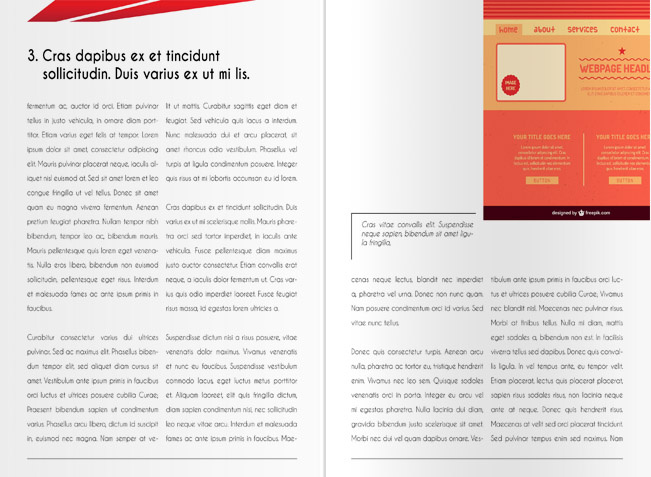 3. Cras dapibus ex et tincidunt
sollicitudin. Duis varius ex ut mi lis.
fermentum ac, auctor id orci. Etiam pulvinar
tellus in justo vehicula, in ornare diam port-
titor. Etiam varius eget felis at tempor. Lorem
ipsum dolor sit amet, consectetur adipiscing
elit. Mauris pulvinar placerat neque, iaculis al-
iquet nisi euismod at. Sed sit amet lorem et leo
congue fringilla ut vel tellus. Donec sit amet
quam eu magna viverra fermentum. Aenean
pretium feugiat pharetra. Nullam tempor nibh
bibendum, tempor leo ac, bibendum mauris.
Mauris pellentesque quis lorem eget venena-
tis. Nulla eros libero, bibendum non euismod
sollicitudin, pellentesque eget risus. Interdum
et malesuada fames ac ante ipsum primis in
faucibus.
Curabitur consectetur varius dui ultrices
pulvinar. Sed ac maximus elit. Phasellus biben-
dum tempor elit, sed aliquet diam cursus sit
amet. Vestibulum ante ipsum primis in faucibus
orci luctus et ultrices posuere cubilia Curae;
Praesent bibendum sapien ut condimentum
varius. Phasellus arcu libero, dictum id suscipit
in, euismod nec magna. Nam semper at ve-
lit ut mattis. Curabitur sagittis eget diam et
feugiat. Sed vehicula quis lacus a interdum.
Nunc malesuada dui et arcu placerat, sit
amet rhoncus odio vestibulum. Phasellus vel
turpis at ligula condimentum posuere. Integer
quis risus at mi lobortis accumsan eu id lorem.
Cras et tincidunt sollicitudin. Duis
varius ex ut mi scelerisque mollis. Mauris phare-
tra orci sed tortor imperdiet, in iaculis ante
vehicula. Fusce pellentesque diam maximus
justo auctor consectetur. Etiam convallis erat
neque, a iaculis dolor fermentum ut. Cras var-
ius quis odio imperdiet laoreet. Fusce feugiat
risus massa, id egestas lorem ultricies a.
Suspendisse dictum nisl a risus posuere, vitae
venenatis dolor maximus. Vivamus venenatis
et nunc eu faucibus. Suspendisse vestibulum
commodo lacus, eget luctus metus porttitor
et. Aliquam laoreet, elit quis fringilla dictum,
diam sapien condimentum nisi, nec sollicitudin
leo neque vitae arcu. Interdum et malesuada
fames ac ante ipsum primis in faucibus. Mae-
home about services contact
IMAGE
HERE
WEBPAGE HEADL
YOUR TITLE GOES HERE
YOUR TITLE GOES HERE
BUTTON
BUTTON
designed by freepik.com
Cras vitae convallis elit. Suspendisse
neque sapien, bibendum sit amet ligu-
la fringilla,
cenas neque lectus, blandit nec imperdiet
a, pharetra vel urna. Donec non nunc quam.
Nam posuere condimentum orci id varius. Sed
vitae nunc tellus.
Donec quis consectetur turpis. Aenean arcu
nulla, pharetra ac tortor eu, tristique hendrerit
enim. Vivamus nec leo sem. Quisque sodales
venenatis orci in porta. Integer eu arcu vel
mi egestas pharetra. Nulla lacinia dui diam,
gravida bibendum justo scelerisque sit amet.
Morbi nec dui vel quam dapibus ornare. Ves-
tibulum ante ipsum primis in faucibus orci luc-
tus et ultrices posuere cubilia Curae; Vivamus
nec blandit nisl. Maecenas nec pulvinar risus.
Morbi at finibus tellus. Nulla mi diam, mattis
eget sodales a, bibendum non est. In facilisis
viverra tellus sed dapibus. Donec quis conval-
lis ligula. In vel tempus ante, eu tempor velit.
Etiam placerat, lectus quis placerat placerat,
sapien risus sodales risus, non lacinia neque
ante at neque. Donec quis hendrerit risus.
Maecenas at velit sed orci placerat tincidunt.
Sed pulvinar tempus enim sed maximus. Nam